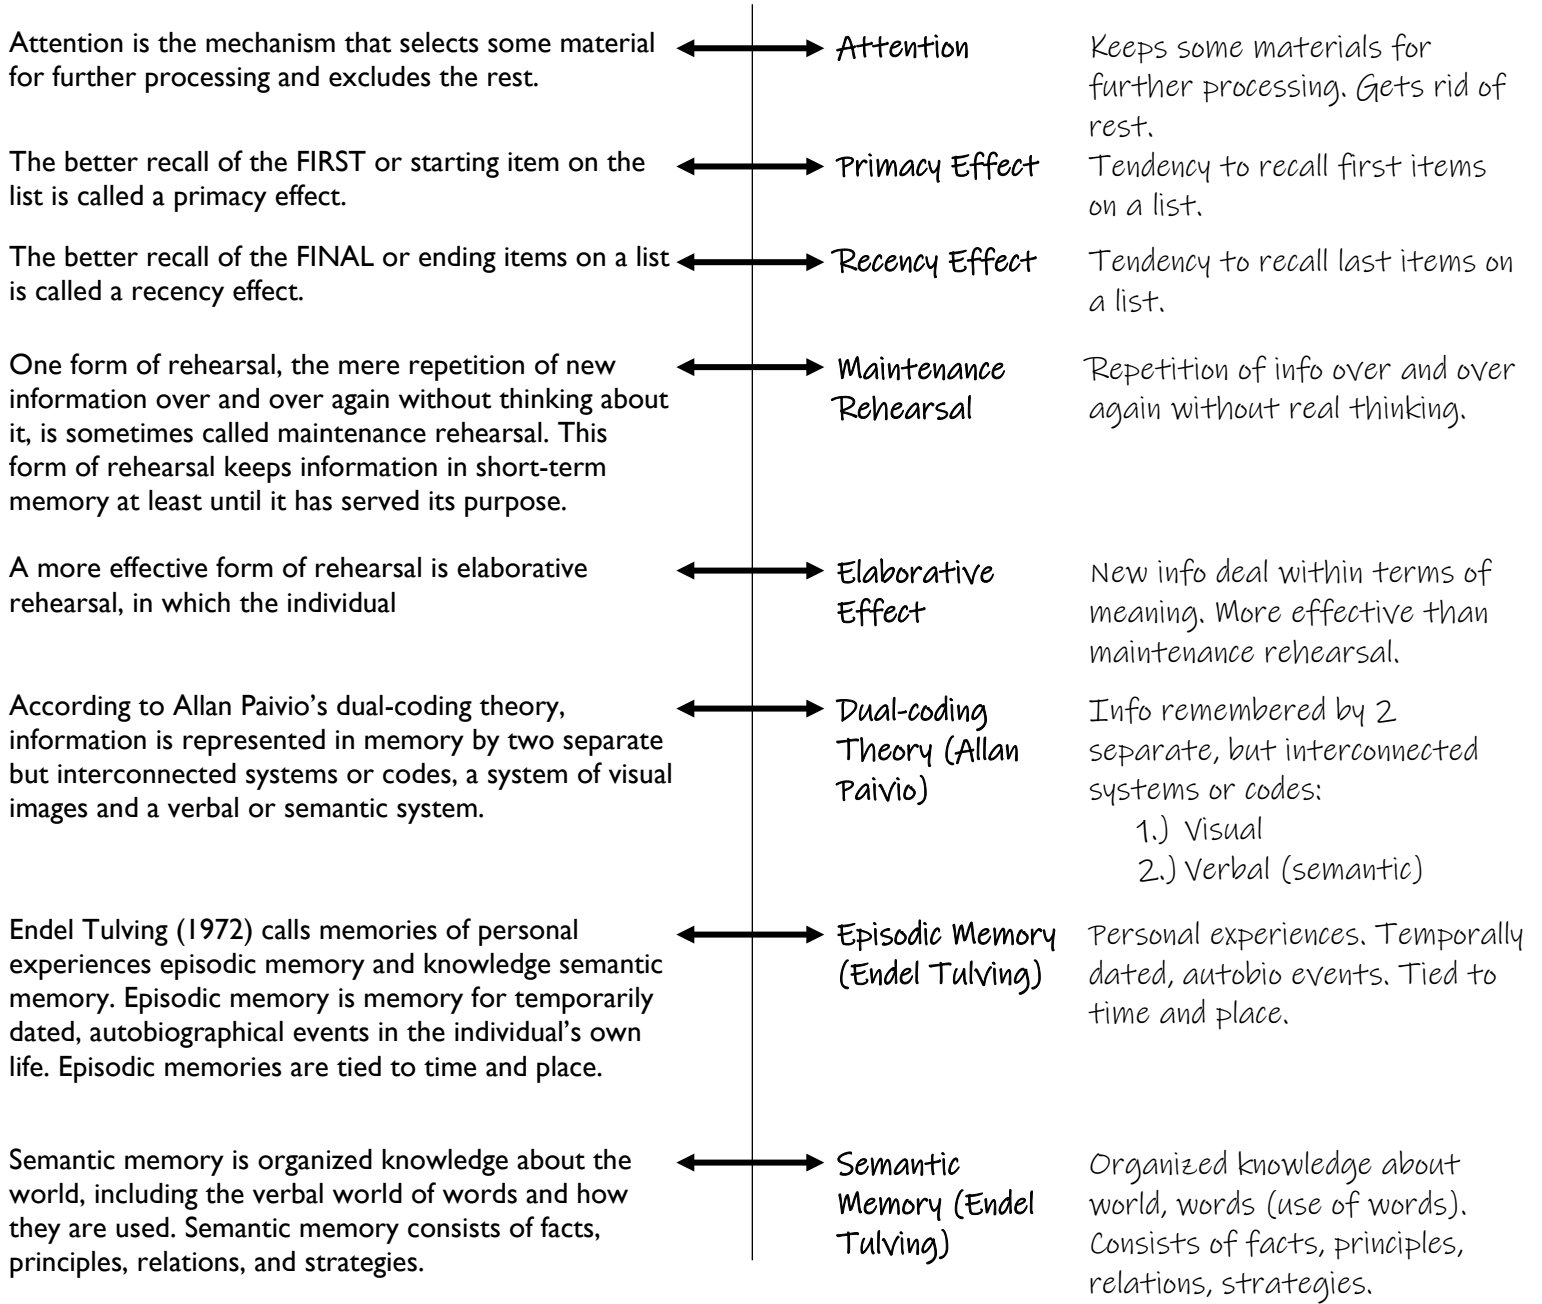 Attention is the mechanism that selects some material
for further processing and excludes the rest.
Attention
Keeps some materials for
further processing. Gets rid of
rest.
The better recall of the FIRST or starting item on the
list is called a primacy effect.
Primacy Effect
Tendency to recall first items
on a list.
The better recall of the FINAL or ending items on a list
is called a recency effect.
Recency Effect
Tendency to recall last items on
a list.
One form of rehearsal, the mere repetition of new
information over and over again without thinking about
it, is sometimes called maintenance rehearsal. This
form of rehearsal keeps information in short-term
memory at least until it has served its purpose.
Maintenance
Rehearsal
Repetition of info over and over
again without real thinking.
A more effective form of rehearsal is elaborative
rehearsal, in which the individual
Elaborative
Effect
New info deal within terms of
meaning. More effective than
maintenance rehearsal.
According to Allan Paivio's dual-coding theory,
information is represented in memory by two separate
but interconnected systems or codes, a system of visual
images and a verbal or semantic system.
Dual-coding
Theory (Allan
Paivio)
Info remembered by 2
separate, but interconnected
systems or codes:
1.) Visual
2.) Verbal (semantic)
Endel Tulving (1972) calls memories of personal
experiences episodic memory and knowledge semantic
memory. Episodic memory is memory for temporarily
dated, autobiographical events in the individual's own
life. Episodic memories are tied to time and place.
Episodic Memory
(Endel Tulving)
Personal experiences. Temporally
dated, autobio events. Tied to
time and place.
Semantic memory is organized knowledge about the
world, including the verbal world of words and how
they are used. Semantic memory consists of facts,
principles, relations, and strategies.
Semantic
Memory (Endel
Tulving)
Organized knowledge about
world, words (use of words).
Consists of facts, principles,
relations, strategies.